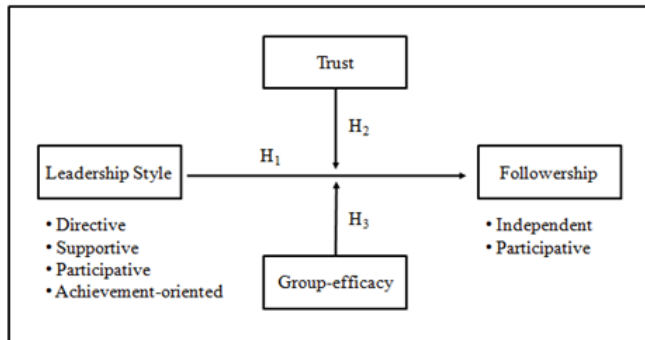 Trust
H₂
H₁
Leadership Style
Followership
• Directive
• Supportive
• Participative
• Achievement-oriented
H₃
• Independent
• Participative
Group-efficacy